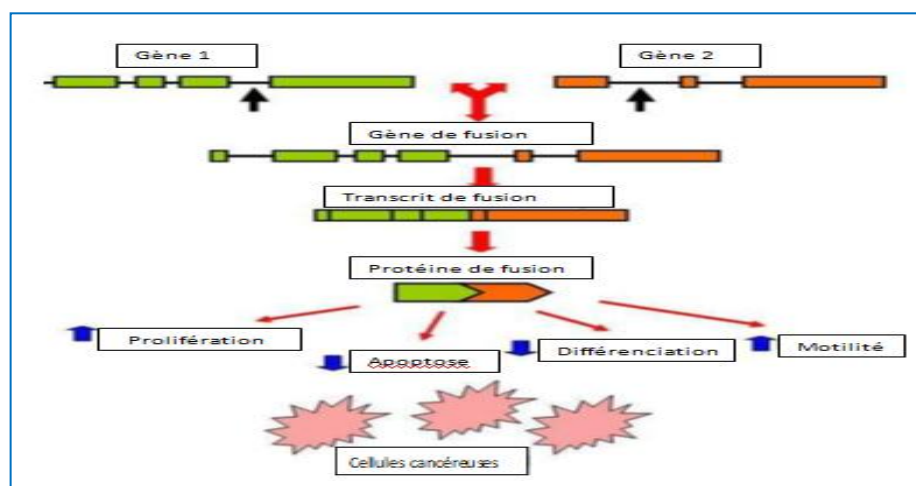 Gène 1
Gène 2
Gène de fusion
Transcrit de fusion
Protéine de fusion
Prolifération
Apoptose
Différenciation
Motilité
Cellules cancéreuses